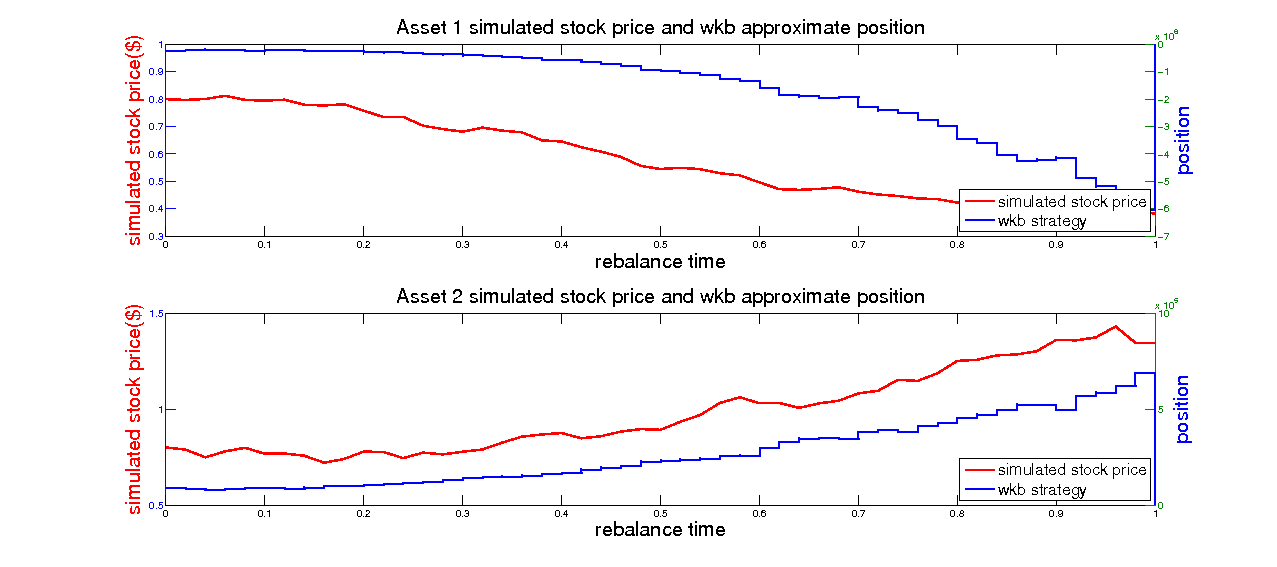 Asset 1 simulated stock price and wkb approximate position
simulated stock price($)
1
0.9
0.8
0.7
0.6
0.5
0.4
0.3
0 0.1 0.2 0.3 0.4 0.5 0.6 0.7 0.8 0.9 1
rebalance time
x 10
0
-1
-2
-3
-4
-5
-6
-7
position
simulated stock price
wkb strategy
Asset 2 simulated stock price and wkb approximate position
simulated stock price($)
1.5
1
0.5
0 0.1 0.2 0.3 0.4 0.5 0.6 0.7 0.8 0.9 1
rebalance time
x 10
10
5
0
position
simulated stock price
wkb strategy